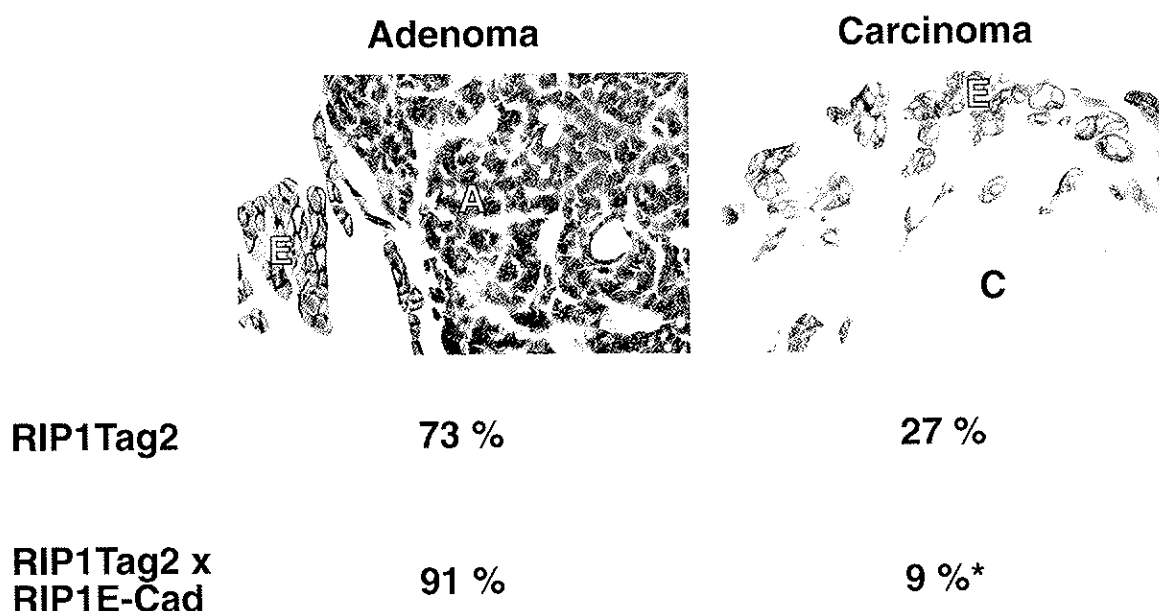 Adenoma Carcinoma
E
A
E
C
RIP1Tag2 73 % 27 %
RIP1Tag2 x
RIP1E-Cad 91 % 9 %*